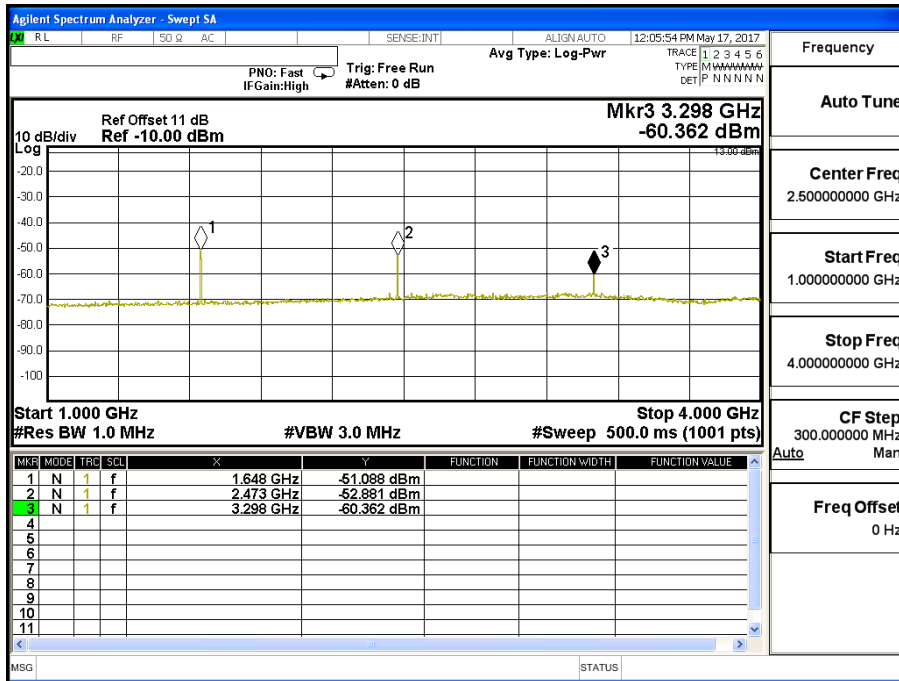 Agilent Spectrum Analyzer - Swept SA
LXI RL RF 50 Ω AC SENSE:INT ALIGN AUTO 12:05:54 PM May 17, 2017
Frequency
Avg Type: Log-Pwr
TRACE 1 2 3 4 5 6
PNO: Fast
Trig: Free Run
TYPE M W W W W W
IFGain:High
#Atten: 0 dB
DET P N N N N N
Auto Tune
Ref Offset 11 dB
Mkr3 3.298 GHz
10 dB/div
Ref -10.00 dBm
-60.362 dBm
Log
-13.00 dBm
-20.0
-30.0
-40.0
-50.0
-60.0
-70.0
-80.0
-90.0
-100
1
2
3
Center Freq
2.500000000 GHz
Start Freq
1.000000000 GHz
Stop Freq
4.000000000 GHz
Start 1.000 GHz
Stop 4.000 GHz
#Res BW 1.0 MHz
#VBW 3.0 MHz
#Sweep 500.0 ms (1001 pts)
CF Step
300.000000 MHz
Auto Man
MKR MODE TRC SCL X Y FUNCTION FUNCTION WIDTH FUNCTION VALUE
1 N 1 f 1.648 GHz -51.088 dBm
2 N 1 f 2.473 GHz -52.881 dBm
3 N 1 f 3.298 GHz -60.362 dBm
4
5
6
7
8
9
10
11
Freq Offset
0 Hz
MSG
STATUS